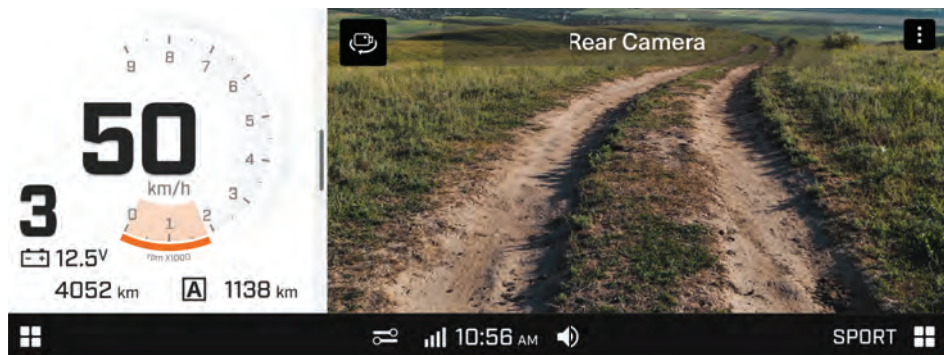 9 8 7 6 5 4 3 2 1 0
50
km/h
3
rpm X1000
12.5V
4052 km A 1138 km
Rear Camera
10:56 AM
SPORT